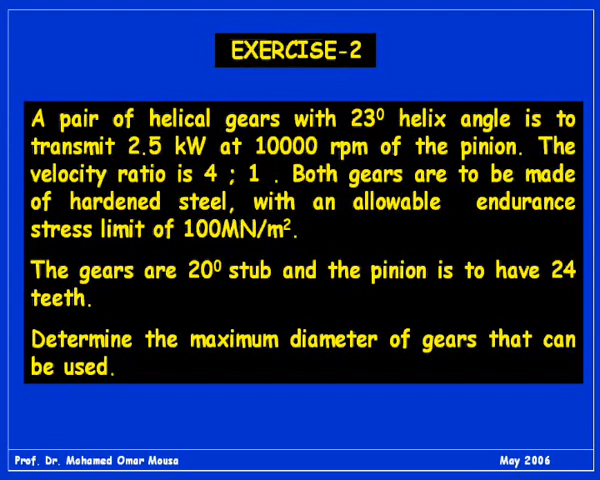 EXERCISE-2
A pair of helical gears with 23⁰ helix angle is to
transmit 2.5 kW at 10000 rpm of the pinion. The
velocity ratio is 4 ; 1 . Both gears are to be made
of hardened steel, with an allowable endurance
stress limit of 100MN/m².
The gears are 20⁰ stub and the pinion is to have 24
teeth.
Determine the maximum diameter of gears that can
be used.
Prof. Dr. Mohamed Omar Mousa May 2006